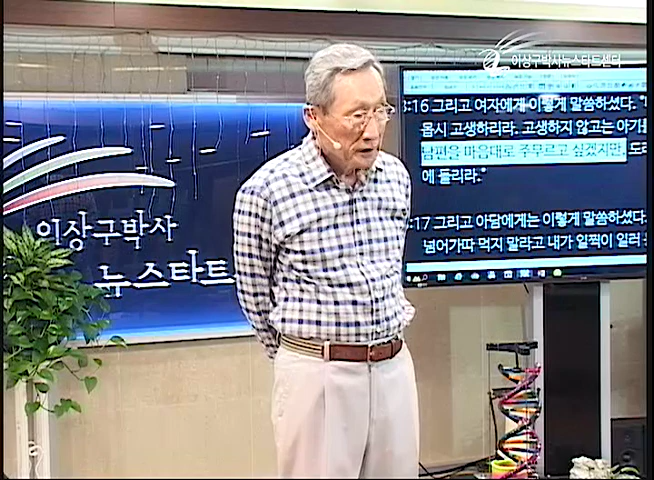 이상구박사뉴스타트센터
3:16 그리고 여자에게 이렇게 말씀하셨다.
몹시 고생하리라. 고생하지 않고는 아기를
남편을 마음대로 주무르고 싶겠지만, 도리
에 들리라."
:17 그리고 아담에게는 이렇게 말씀하셨다.
넘어가따 먹지 말라고 내가 일찍이 일러
이상구박사
뉴스타트